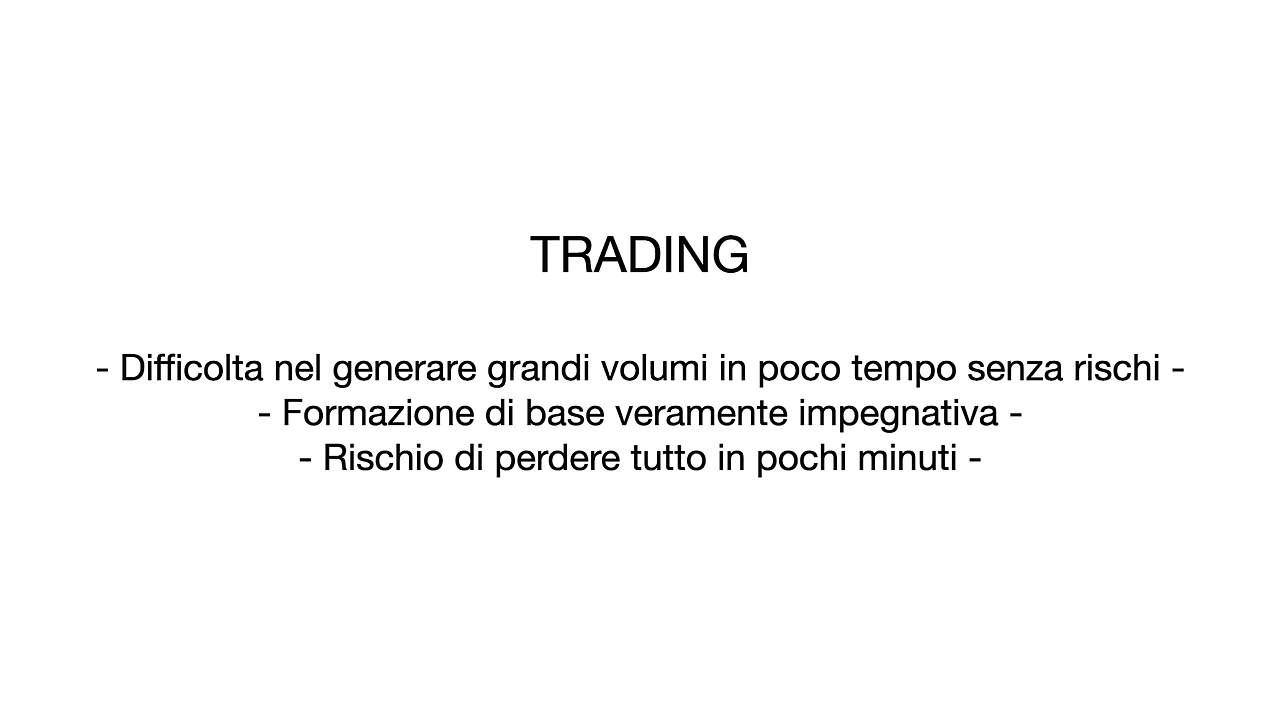 TRADING
- Difficolta nel generare grandi volumi in poco tempo senza rischi -
- Formazione di base veramente impegnativa -
- Rischio di perdere tutto in pochi minuti -